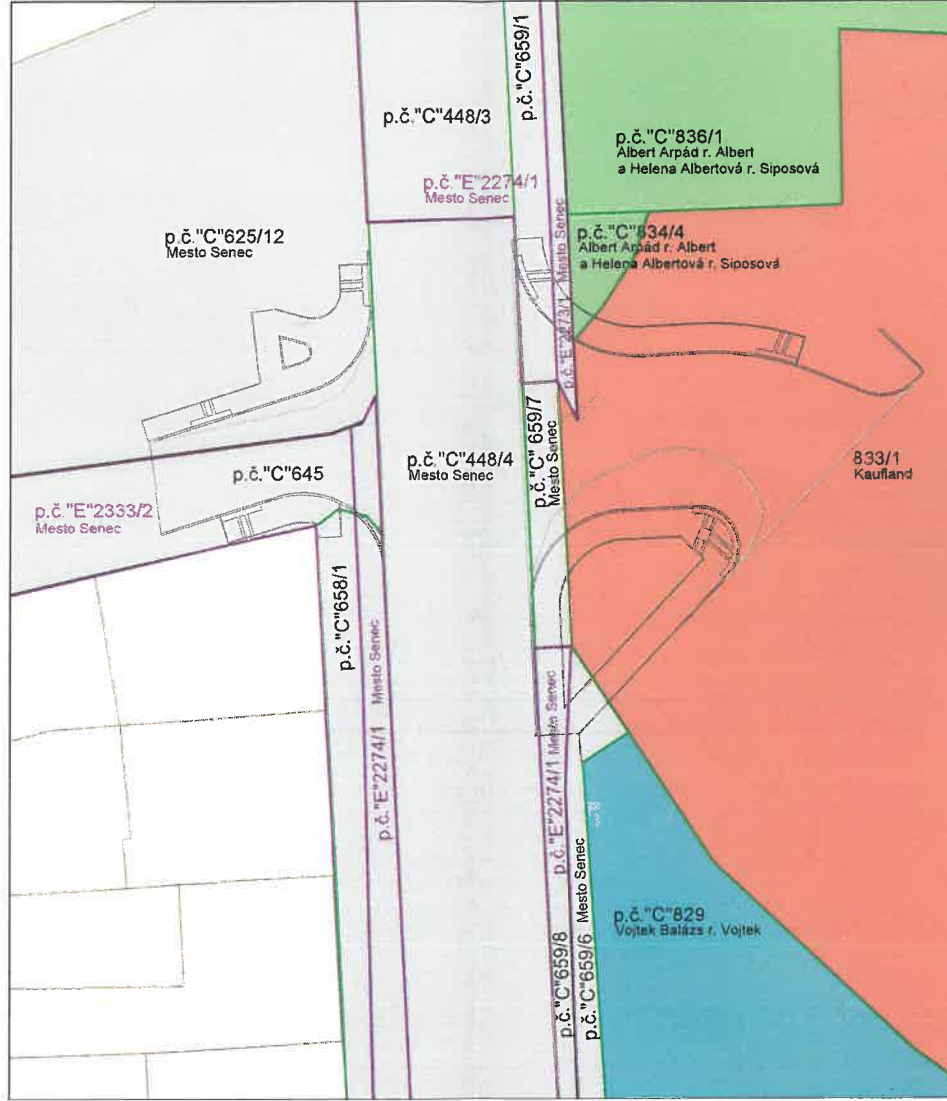 p.č."C"659/1
p.č."C"448/3
p.č."C"836/1
Albert Arpád r. Albert
a Helena Albertová r. Siposová
p.č."E"2274/1
Mesto Senec
p.č."C"625/12
Mesto Senec
p.č."C"834/4
Albert Arpád r. Albert
a Helena Albertová r. Siposová
p.č."E"2273/1 Mesto Senec
p.č."C"659/7
Mesto Senec
p.č."C"448/4
Mesto Senec
833/1
Kaufland
p.č."C"645
p.č."E"2333/2
Mesto Senec
p.č."C"658/1
p.č."E"2274/1 Mesto Senec
p.č."E"2274/1 Mesto Senec
p.č."C"829
Vojtek Balázs r. Vojtek
p.č."C"659/8
p.č."C"659/6 Mesto Senec